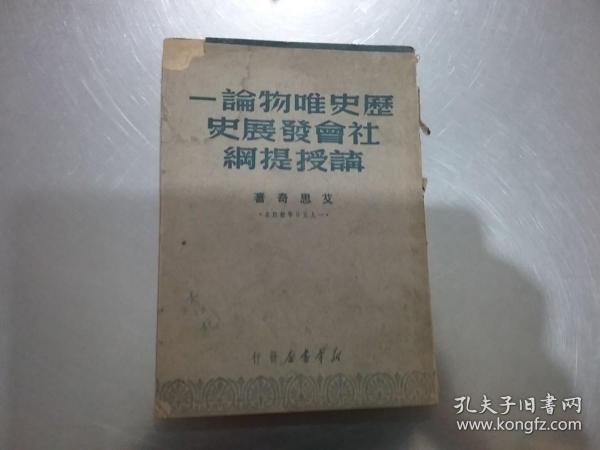 歷史唯物論—
社會發展史
講授提綱
艾思奇著
新華書店發行
孔夫子旧书网
www.kongfz.com